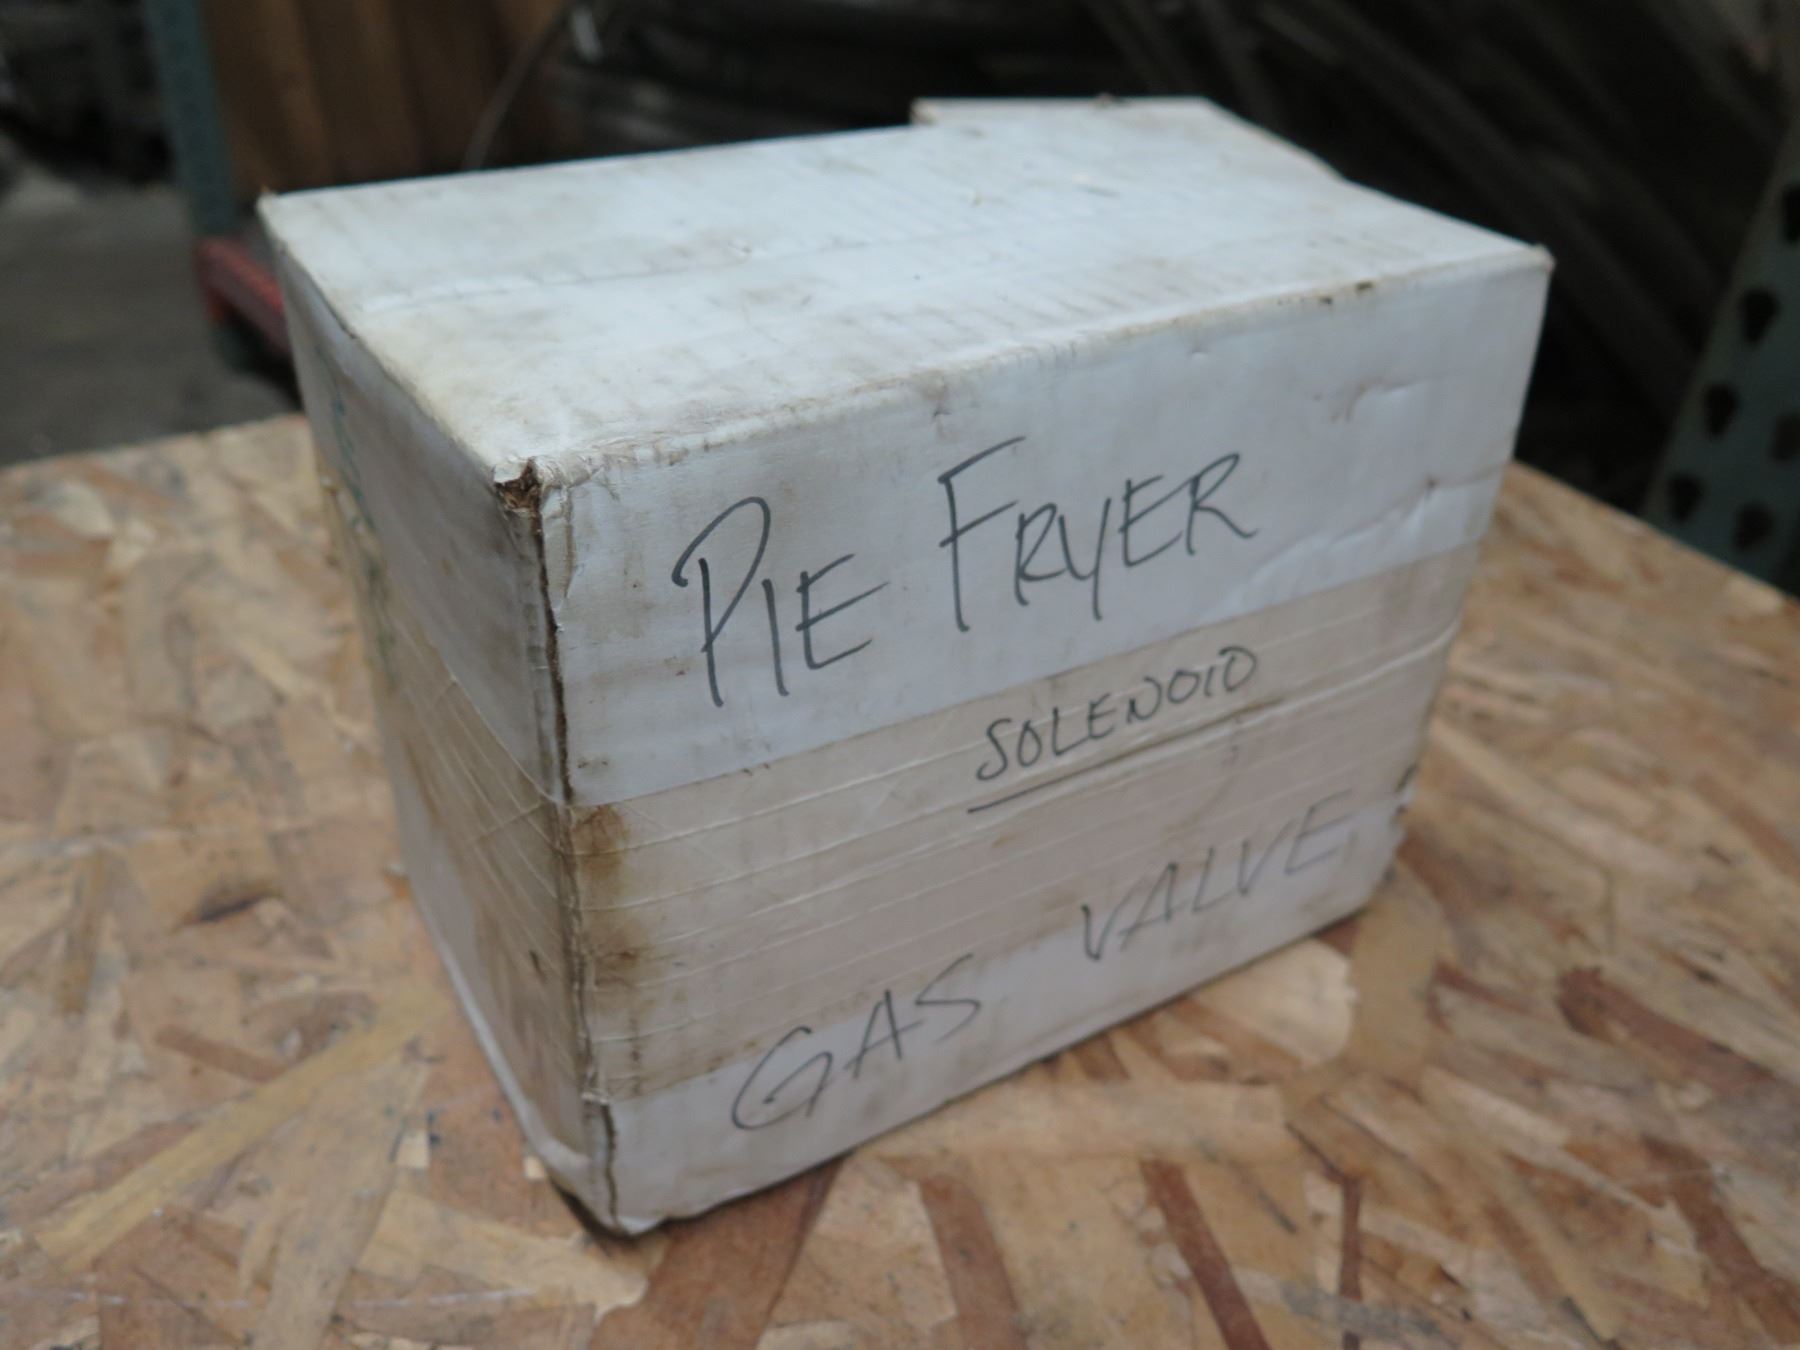 PIE FRYER
SOLENOID
GAS VALVE